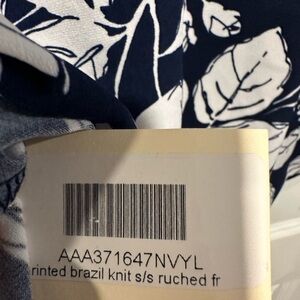 AAA371647NVYL
rinted brazil knit s/s ruched fr